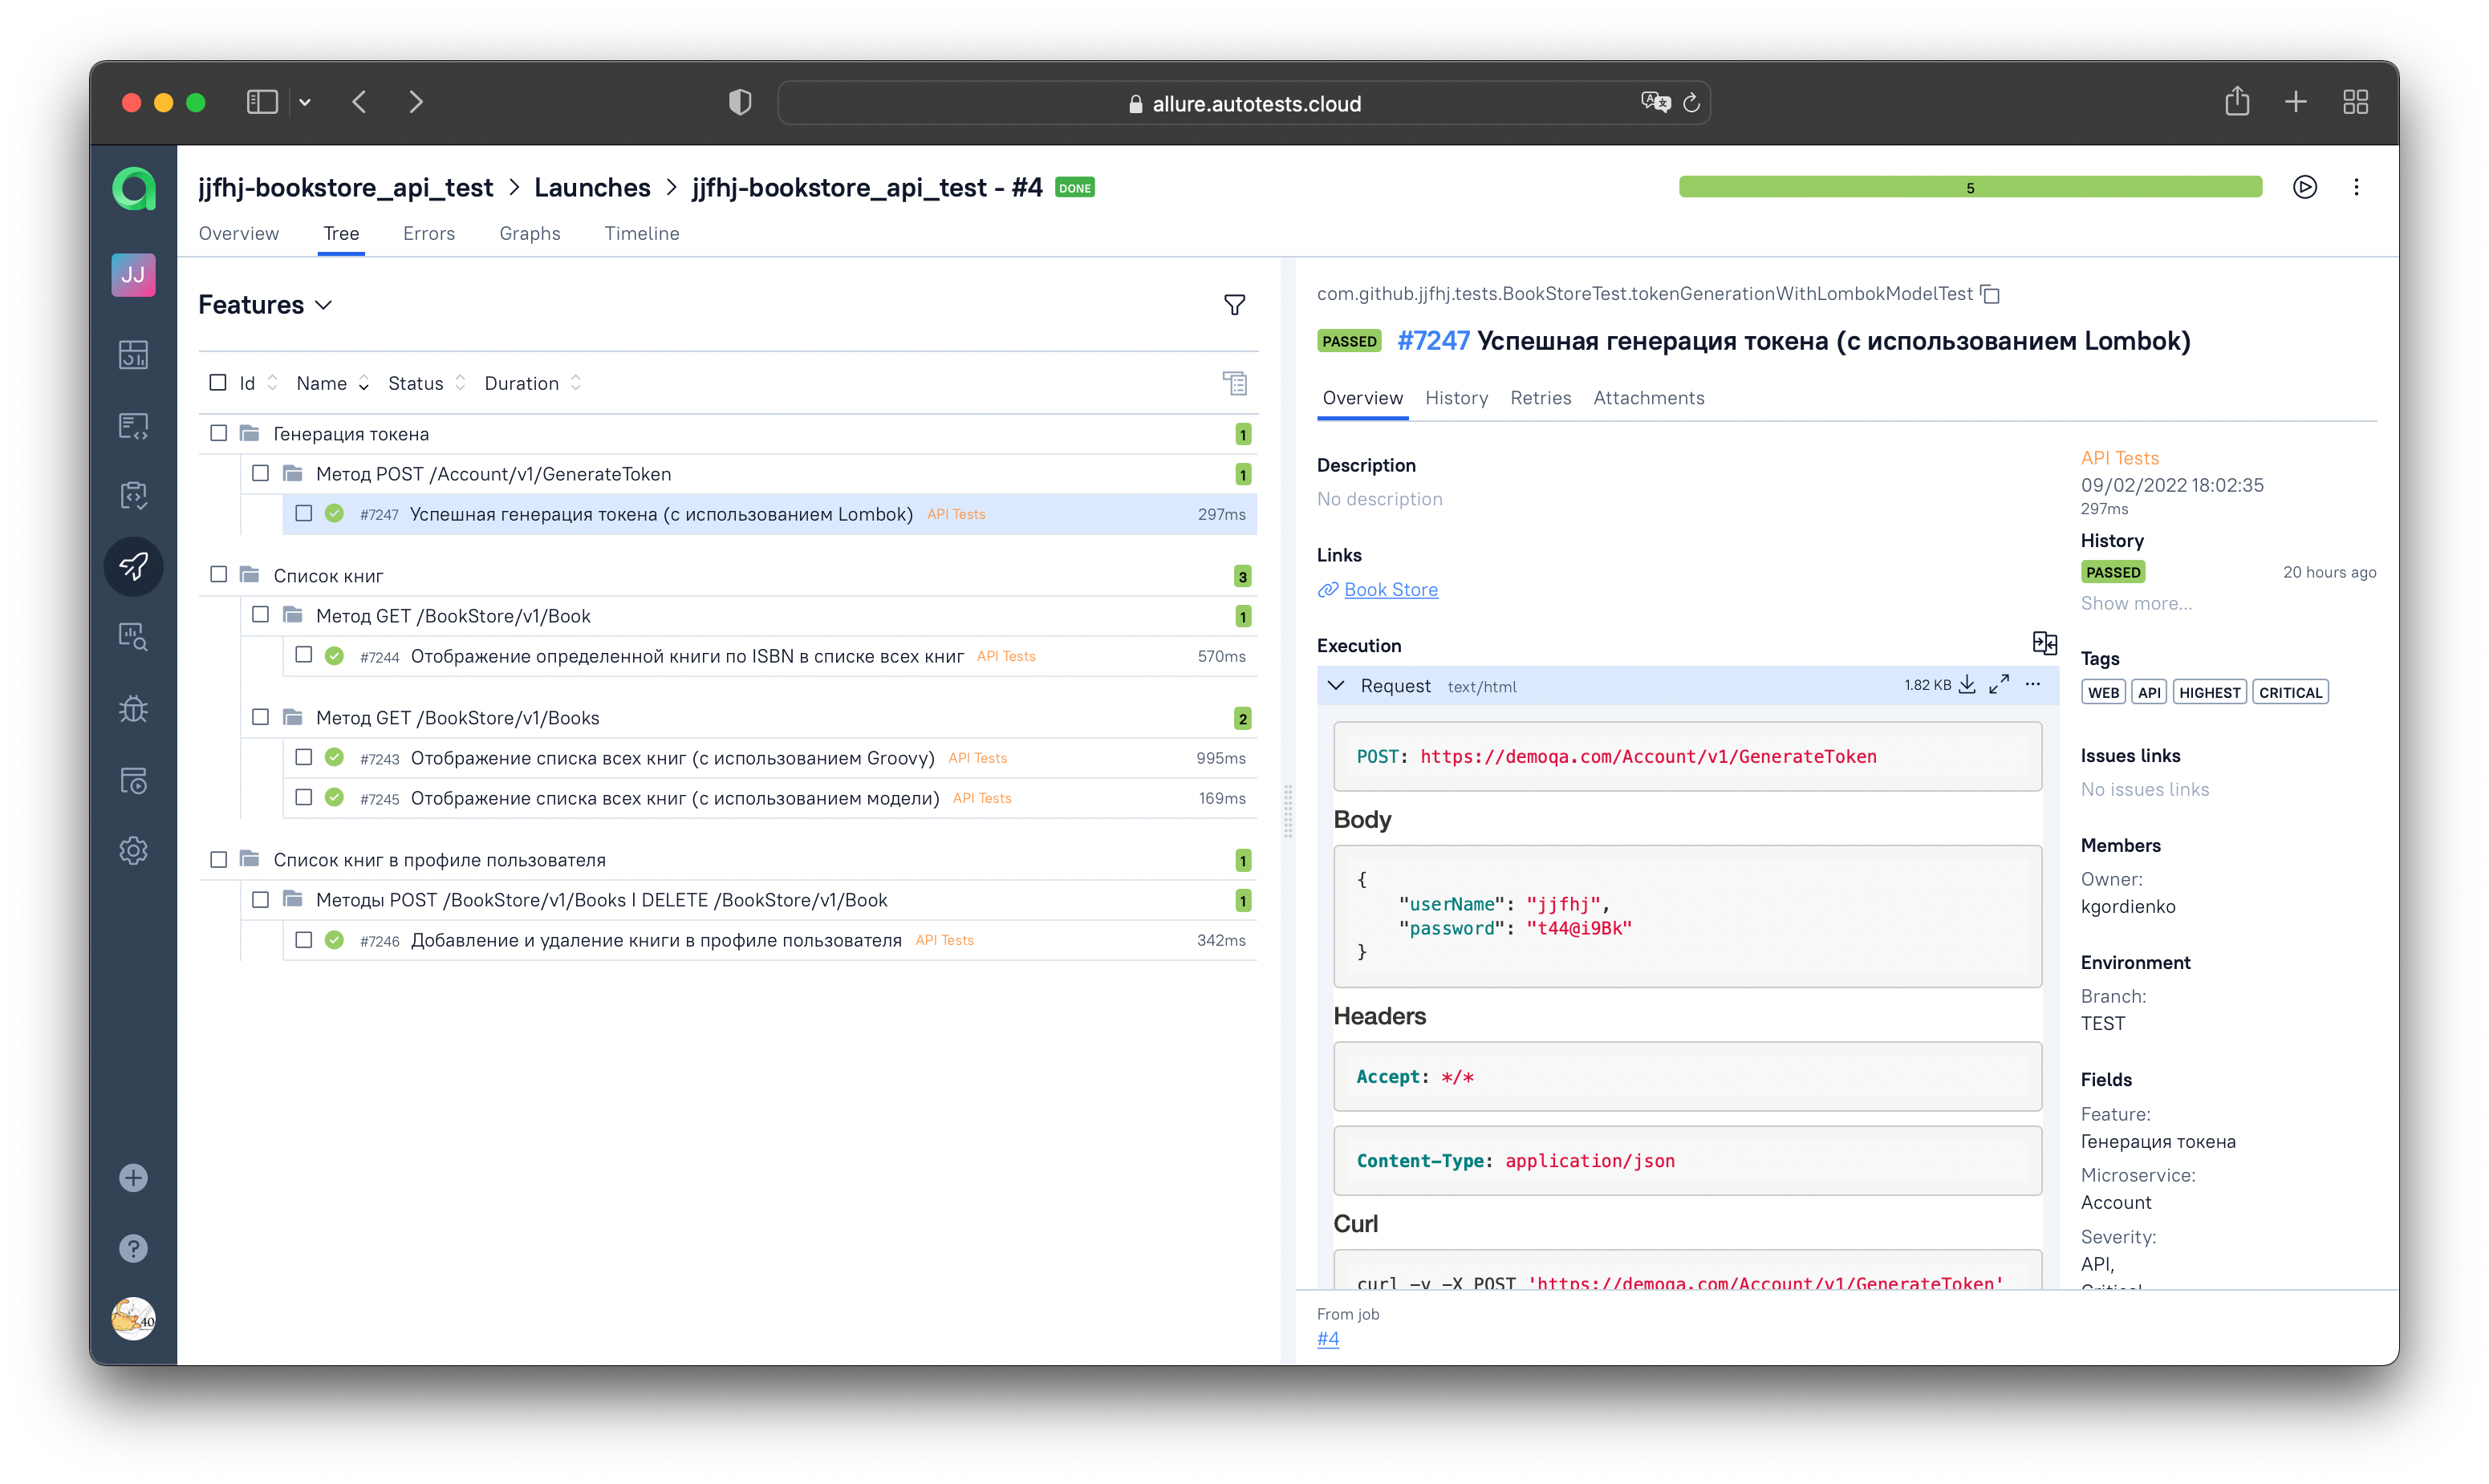 allure.autotests.cloud
jjfhj-bookstore_api_test > Launches > jjfhj-bookstore_api_test - #4 DONE
5
JJ
Overview Tree Errors Graphs Timeline
Features
Id Name Status Duration
Генерация токена 1
Метод POST /Account/v1/GenerateToken 1
#7247 Успешная генерация токена (с использованием Lombok) API Tests 297ms
Список книг 3
Метод GET /BookStore/v1/Book 1
#7244 Отображение определенной книги по ISBN в списке всех книг API Tests 570ms
Метод GET /BookStore/v1/Books 2
#7243 Отображение списка всех книг (с использованием Groovy) API Tests 995ms
#7245 Отображение списка всех книг (с использованием модели) API Tests 169ms
Список книг в профиле пользователя 1
Методы POST /BookStore/v1/Books | DELETE /BookStore/v1/Book 1
#7246 Добавление и удаление книги в профиле пользователя API Tests 342ms
40
com.github.jjfhj.tests.BookStoreTest.tokenGenerationWithLombokModelTest
PASSED #7247 Успешная генерация токена (с использованием Lombok)
Overview History Retries Attachments
Description
No description
Links
Book Store
Execution
Request text/html 1.82 KB
POST: https://demoqa.com/Account/v1/GenerateToken
Body
{
"userName": "jjfhj",
"password": "t44@i9Bk"
}
Headers
Accept: */*
Content-Type: application/json
Curl
curl -v -X POST 'https://demoqa.com/Account/v1/GenerateToken'
From job
#4
API Tests
09/02/2022 18:02:35
297ms
History
PASSED 20 hours ago
Show more...
Tags
WEB API HIGHEST CRITICAL
Issues links
No issues links
Members
Owner:
kgordienko
Environment
Branch:
TEST
Fields
Feature:
Генерация токена
Microservice:
Account
Severity:
API,
Critical